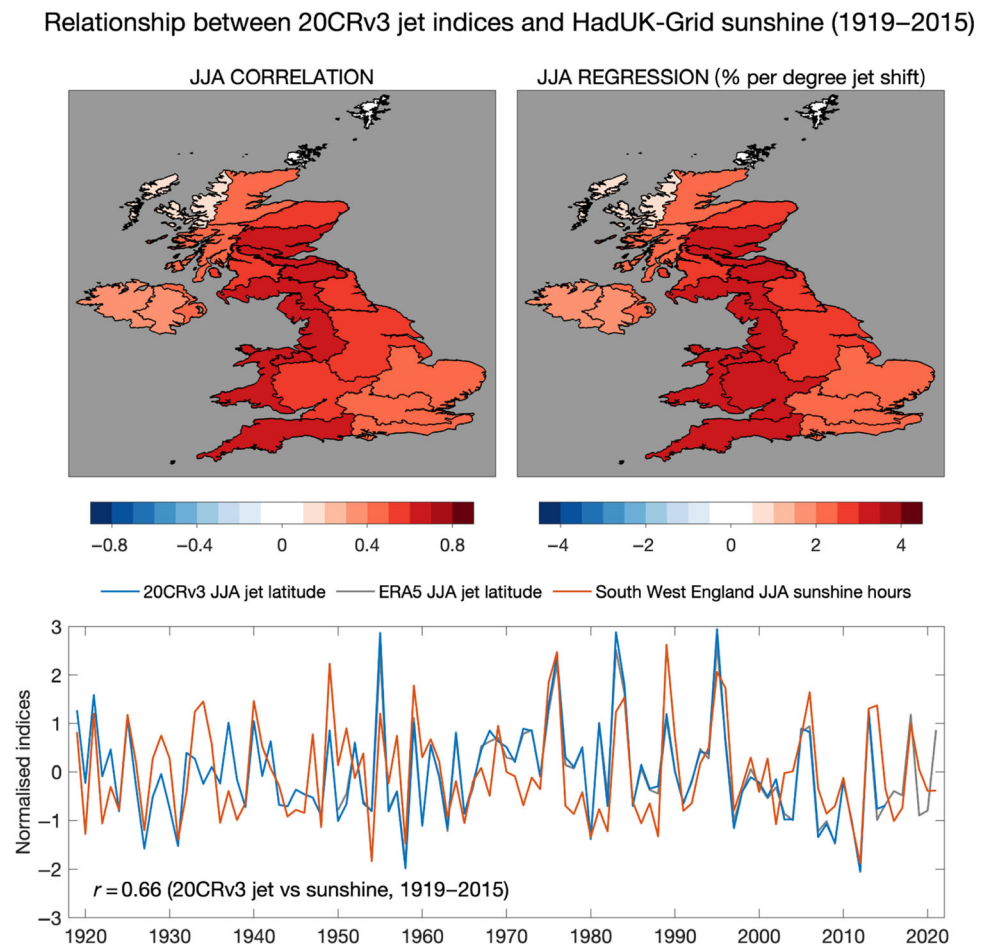 Relationship between 20CRv3 jet indices and HadUK-Grid sunshine (1919–2015)
JJA CORRELATION
JJA REGRESSION (% per degree jet shift)
−0.8 −0.4 0 0.4 0.8
−4 −2 0 2 4
20CRv3 JJA jet latitude ERA5 JJA jet latitude South West England JJA sunshine hours
Normalised indices
3
2
1
0
−1
−2
−3
r = 0.66 (20CRv3 jet vs sunshine, 1919–2015)
1920 1930 1940 1950 1960 1970 1980 1990 2000 2010 2020